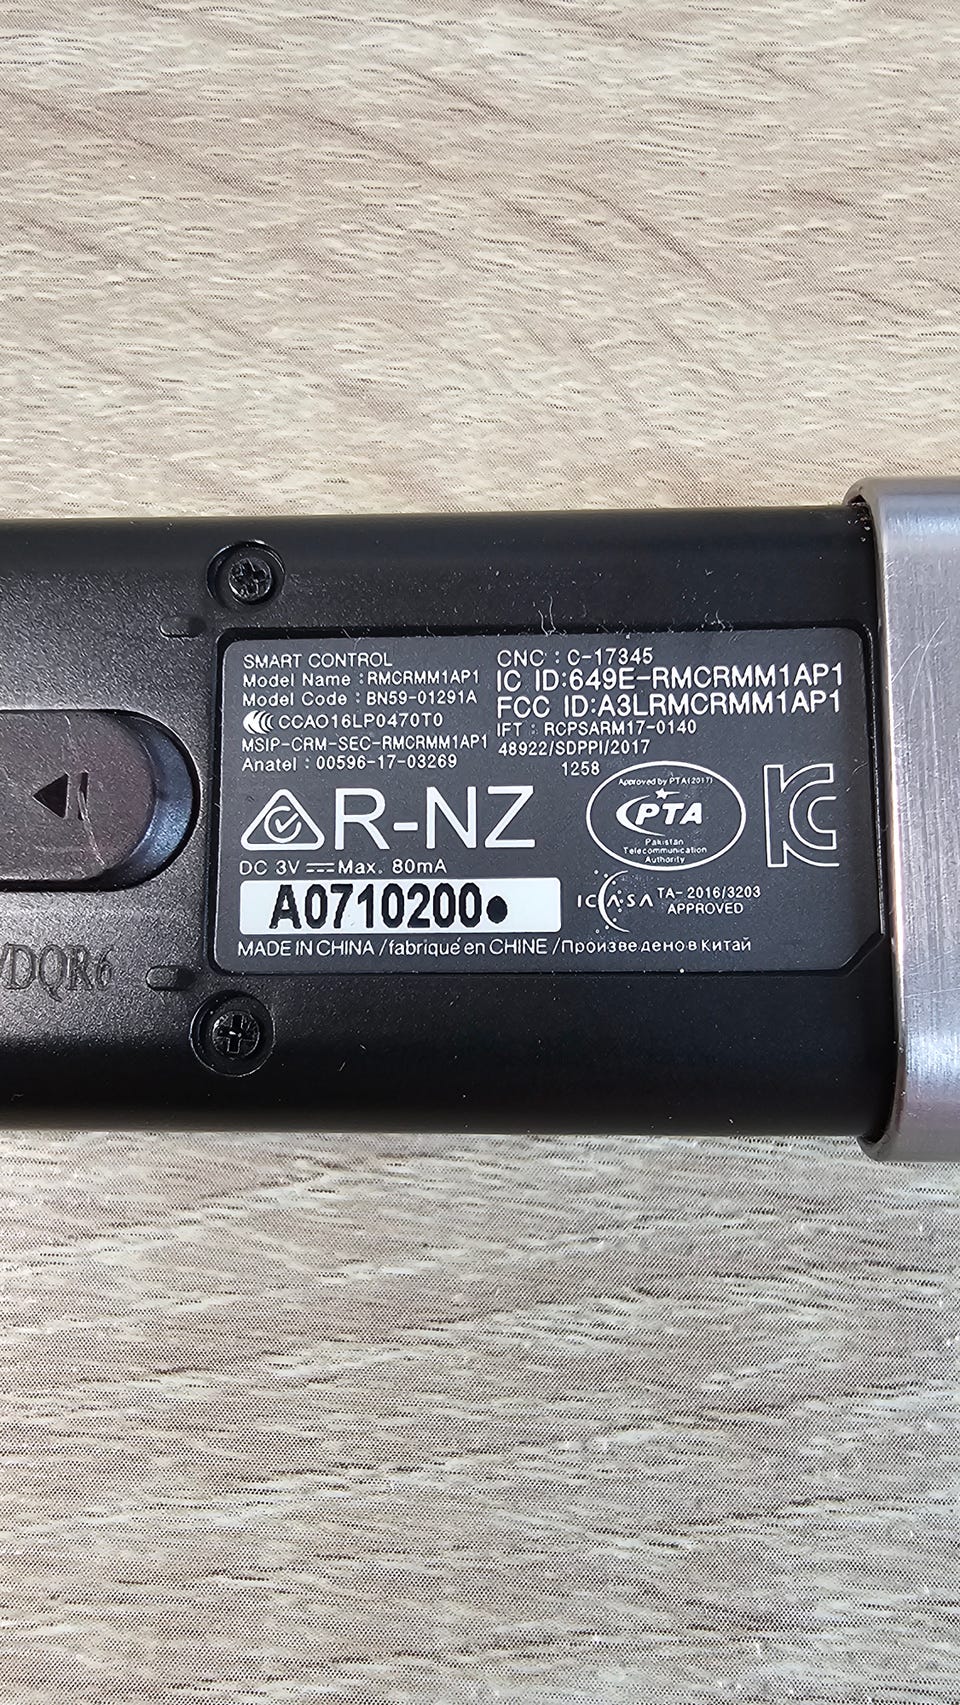 SMART CONTROL
Model Name : RMCRMM1AP1
Model Code : BN59-01291A
CCAO16LP0470T0
MSIP-CRM-SEC-RMCRMM1AP1
Anatel : 00596-17-03269
CNC : C-17345
IC ID:649E-RMCRMM1AP1
FCC ID:A3LRMCRMM1AP1
IFT : RCPSARM17-0140
48922/SDPPI/2017
1258
R-NZ
Approved by PTA(2017)
PTA
Pakistan
Telecommunication
Authority
DC 3V Max. 80mA
A0710200●
ICASA TA-2016/3203
APPROVED
MADE IN CHINA /fabriqué en CHINE /Произведено в Китай